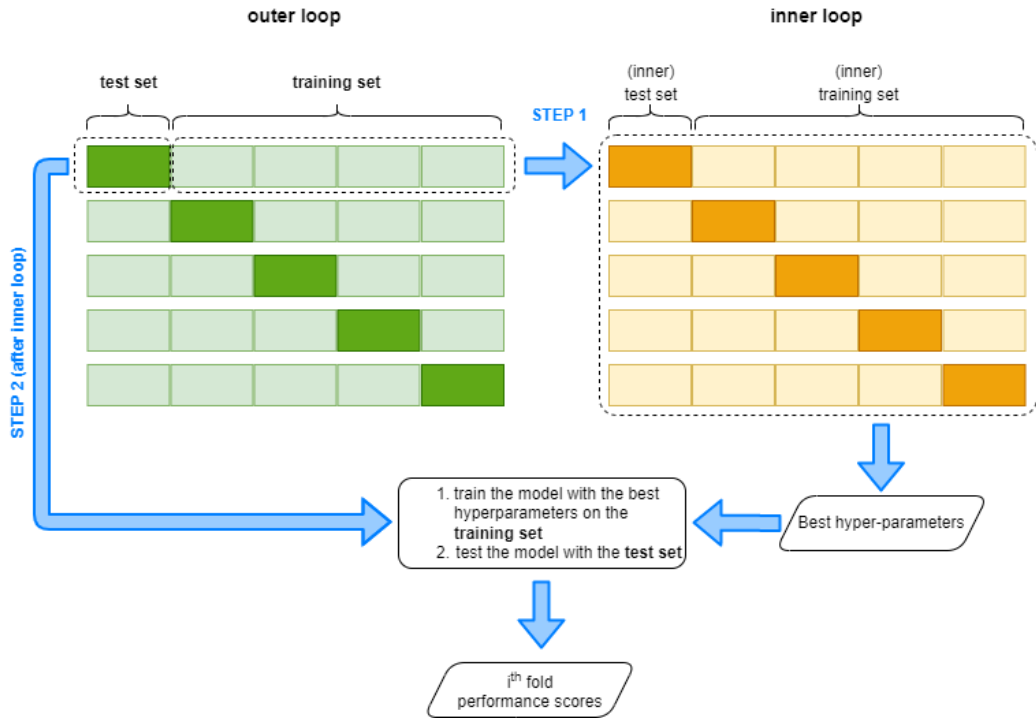 outer loop
inner loop
test set
training set
(inner)
test set
(inner)
training set
STEP 1
STEP 2 (after inner loop)
1. train the model with the best
hyperparameters on the
training set
2. test the model with the test set
Best hyper-parameters
ith fold
performance scores